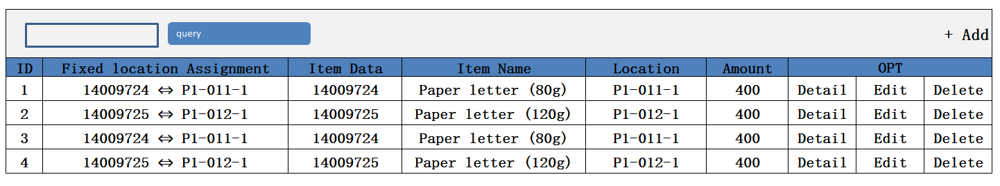 query
+ Add
ID Fixed location Assignment Item Data Item Name Location Amount OPT
1 14009724 ⇔ P1-011-1 14009724 Paper letter (80g) P1-011-1 400 Detail Edit Delete
2 14009725 ⇔ P1-012-1 14009725 Paper letter (120g) P1-012-1 400 Detail Edit Delete
3 14009724 ⇔ P1-011-1 14009724 Paper letter (80g) P1-011-1 400 Detail Edit Delete
4 14009725 ⇔ P1-012-1 14009725 Paper letter (120g) P1-012-1 400 Detail Edit Delete